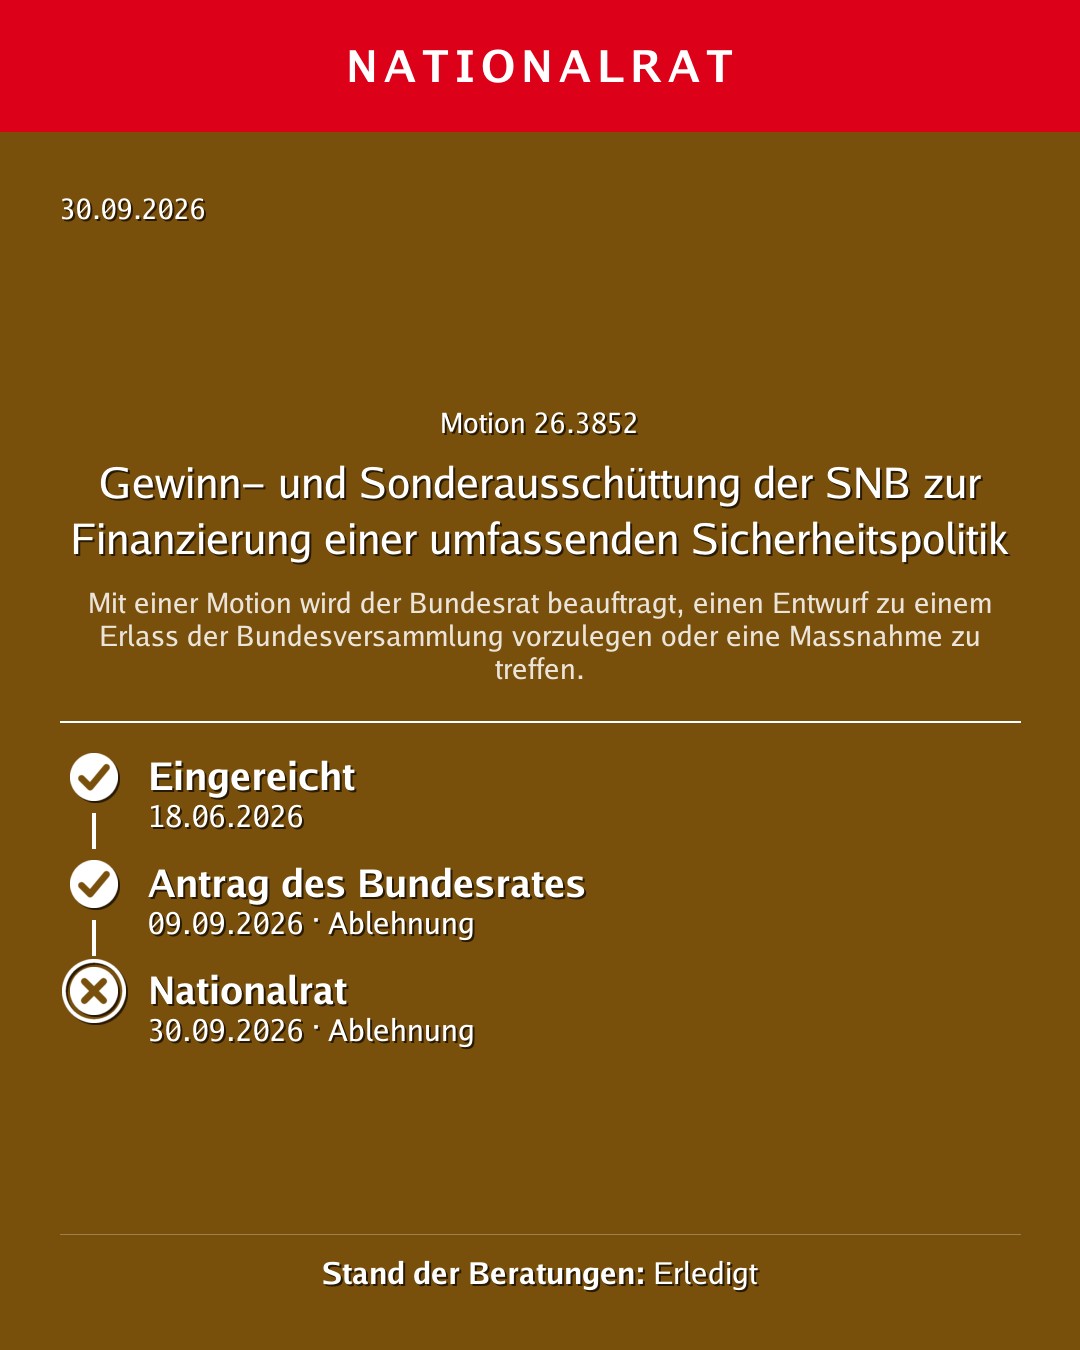 NATIONALRAT
30.09.2026
Motion 26.3852
Gewinn– und Sonderausschüttung der SNB zur
Finanzierung einer umfassenden Sicherheitspolitik
Mit einer Motion wird der Bundesrat beauftragt, einen Entwurf zu einem
Erlass der Bundesversammlung vorzulegen oder eine Massnahme zu
treffen.
Eingereicht
18.06.2026
Antrag des Bundesrates
09.09.2026 · Ablehnung
Nationalrat
30.09.2026 · Ablehnung
Stand der Beratungen: Erledigt